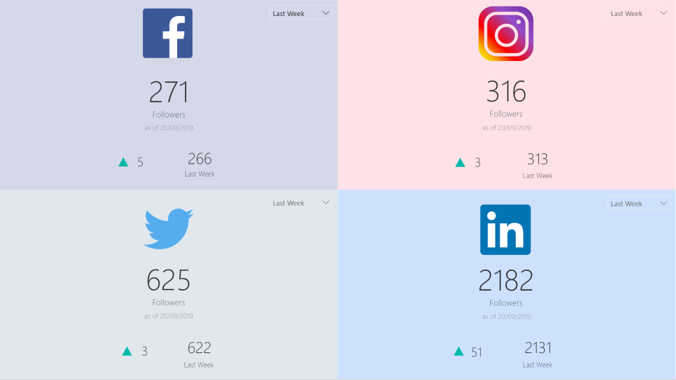 Last Week
271
Followers
as of 20/09/2019
5
266
Last Week
Last Week
316
Followers
as of 20/09/2019
3
313
Last Week
Last Week
625
Followers
as of 20/09/2019
3
622
Last Week
Last Week
in
2182
Followers
as of 20/09/2019
51
2131
Last Week